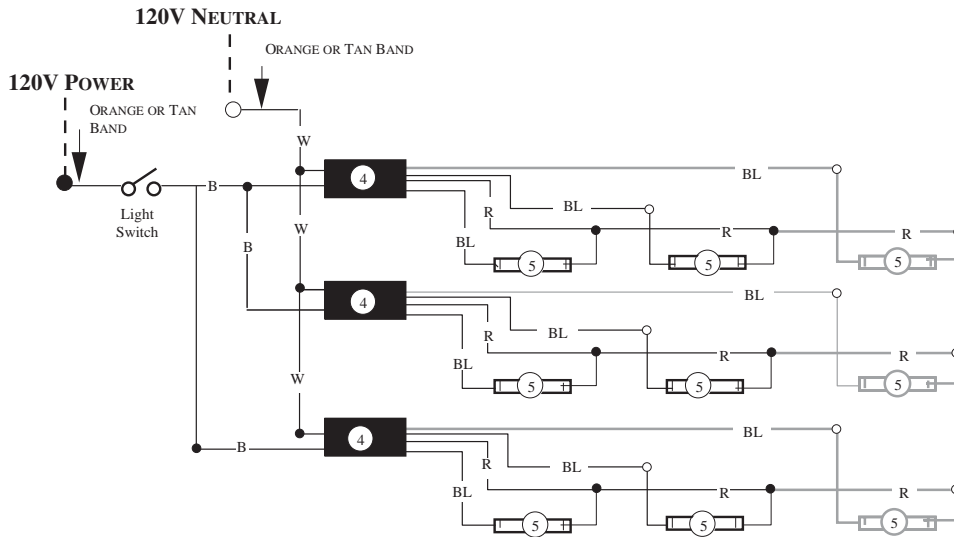 120V NEUTRAL
ORANGE OR TAN BAND
120V POWER
ORANGE OR TAN
BAND
W
4
BL
B
R
BL
Light
Switch
W
BL
R
R
B
5
5
5
4
BL
BL
R
R
R
BL
W
5
5
5
4
BL
B
R
BL
BL
R
R
5
5
5